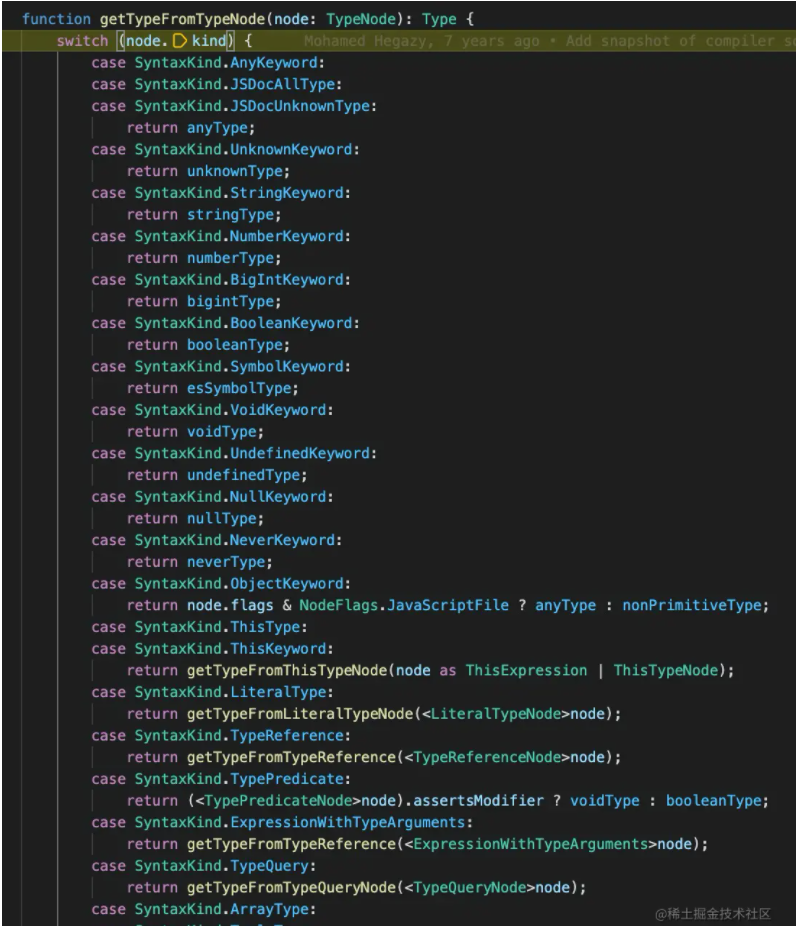 function getTypeFromTypeNode(node: TypeNode): Type {
switch (node.kind) { Mohamed Hegazy, 7 years ago • Add snapshot of compiler
case SyntaxKind.AnyKeyword:
case SyntaxKind.JSDocAllType:
case SyntaxKind.JSDocUnknownType:
return anyType;
case SyntaxKind.UnknownKeyword:
return unknownType;
case SyntaxKind.StringKeyword:
return stringType;
case SyntaxKind.NumberKeyword:
return numberType;
case SyntaxKind.BigIntKeyword:
return bigintType;
case SyntaxKind.BooleanKeyword:
return booleanType;
case SyntaxKind.SymbolKeyword:
return esSymbolType;
case SyntaxKind.VoidKeyword:
return voidType;
case SyntaxKind.UndefinedKeyword:
return undefinedType;
case SyntaxKind.NullKeyword:
return nullType;
case SyntaxKind.NeverKeyword:
return neverType;
case SyntaxKind.ObjectKeyword:
return node.flags & NodeFlags.JavaScriptFile ? anyType : nonPrimitiveType;
case SyntaxKind.ThisType:
case SyntaxKind.ThisKeyword:
return getTypeFromThisTypeNode(node as ThisExpression | ThisTypeNode);
case SyntaxKind.LiteralType:
return getTypeFromLiteralTypeNode(<LiteralTypeNode>node);
case SyntaxKind.TypeReference:
return getTypeFromTypeReference(<TypeReferenceNode>node);
case SyntaxKind.TypePredicate:
return (<TypePredicateNode>node).assertsModifier ? voidType : booleanType;
case SyntaxKind.ExpressionWithTypeArguments:
return getTypeFromTypeReference(<ExpressionWithTypeArguments>node);
case SyntaxKind.TypeQuery:
return getTypeFromTypeQueryNode(<TypeQueryNode>node);
case SyntaxKind.ArrayType:
@稀土掘金技术社区